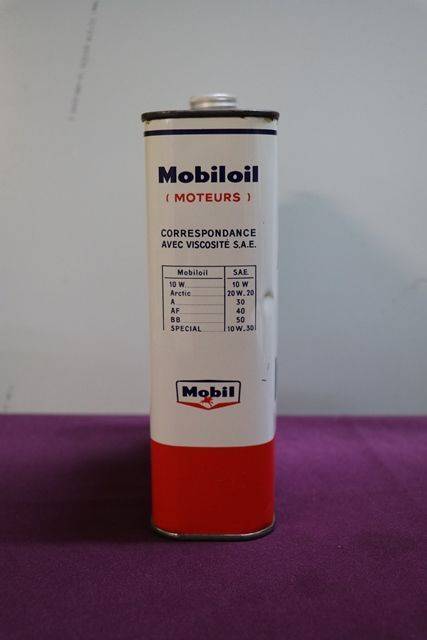 Mobiloil
( MOTEURS )
CORRESPONDANCE
AVEC VISCOSITÉ S.A.E.
Mobiloil S.A.E.
10 W 10 W
Arctic 20 W.20
A 30
AF 40
BB 50
SPECIAL 10 W.30
Mobil